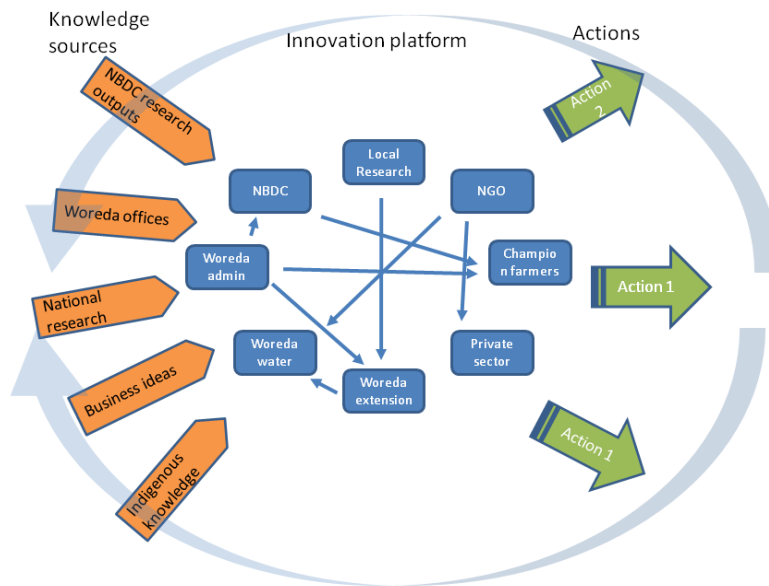 Knowledge
sources
Innovation platform
Actions
NBDC research
outputs
Woreda offices
National
research
Business ideas
Indigenous
knowledge
NBDC
Local
Research
NGO
Woreda
admin
Champio
n farmers
Woreda
water
Woreda
extension
Private
sector
Action
2
Action 1
Action 1